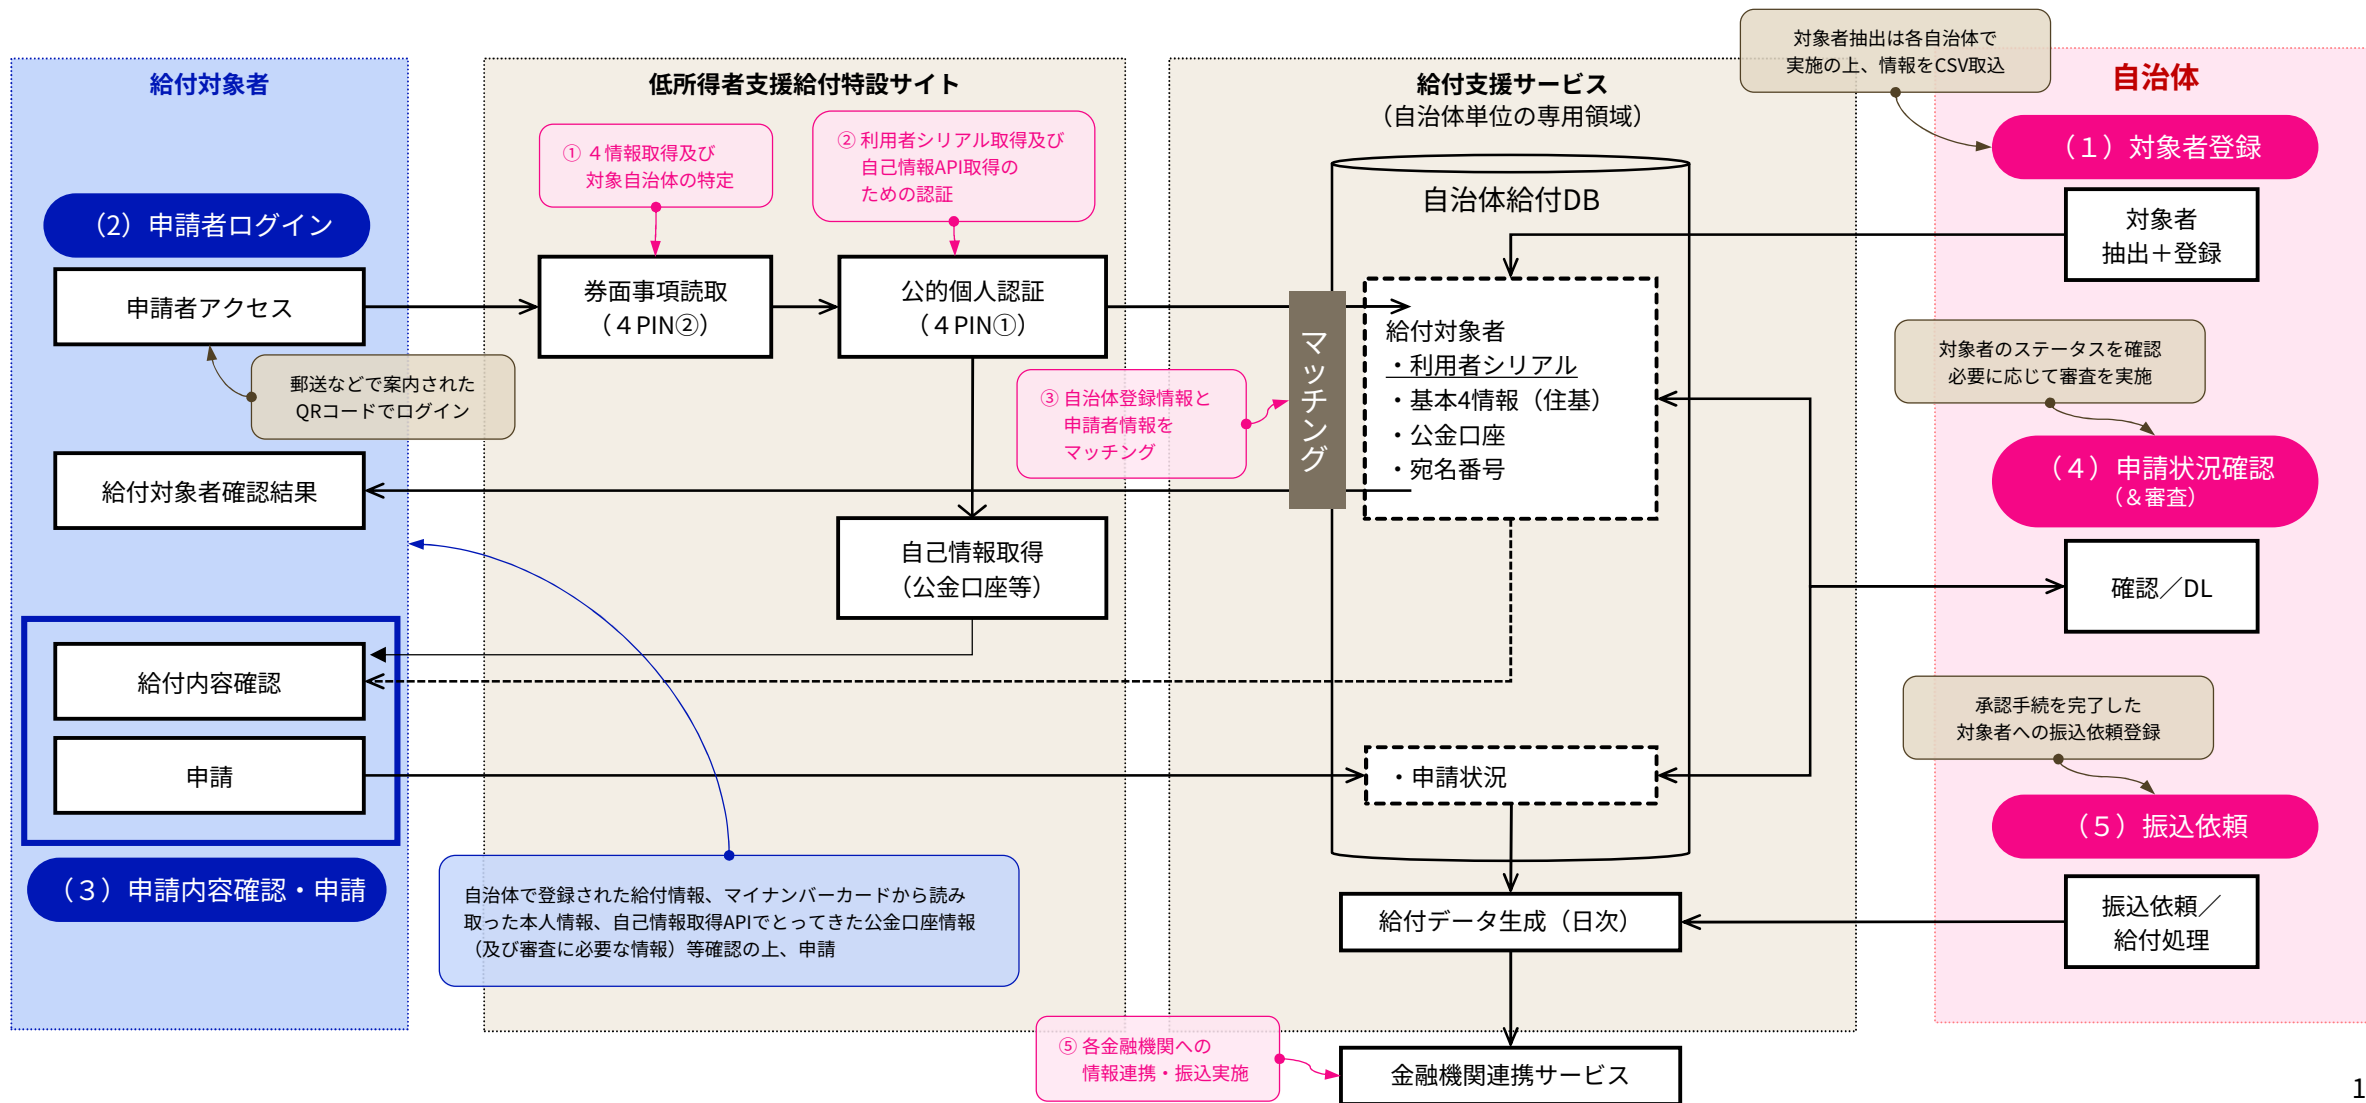 対象者抽出は各自治体で
実施の上、情報をCSV取込
給付対象者
低所得者支援給付特設サイト
給付支援サービス
（自治体単位の専用領域）
自治体
① ４情報取得及び
対象自治体の特定
② 利用者シリアル取得及び
自己情報API取得の
ための認証
（１）対象者登録
自治体給付DB
（2）申請者ログイン
対象者
抽出＋登録
申請者アクセス
券面事項読取
（４PIN②）
公的個人認証
（４PIN①）
マッチング
給付対象者
・利用者シリアル
・基本4情報（住基）
・公金口座
・宛名番号
対象者のステータスを確認
必要に応じて審査を実施
郵送などで案内された
QRコードでログイン
③ 自治体登録情報と
申請者情報を
マッチング
（４）申請状況確認
（＆審査）
給付対象者確認結果
自己情報取得
（公金口座等）
確認／DL
給付内容確認
承認手続を完了した
対象者への振込依頼登録
申請
・申請状況
（５）振込依頼
（３）申請内容確認・申請
自治体で登録された給付情報、マイナンバーカードから読み
取った本人情報、自己情報取得APIでとってきた公金口座情報
（及び審査に必要な情報）等確認の上、申請
給付データ生成（日次）
振込依頼／
給付処理
⑤ 各金融機関への
情報連携・振込実施
金融機関連携サービス
1